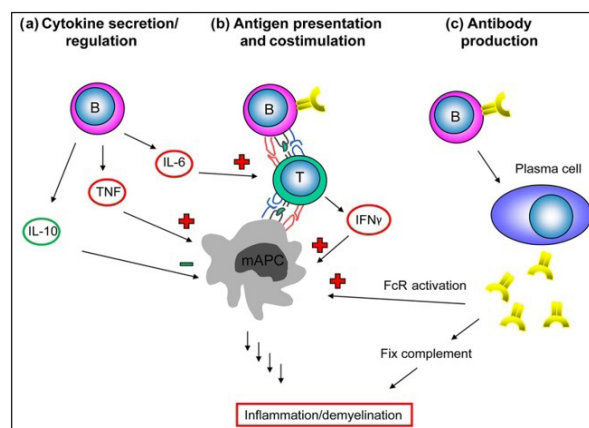 (a) Cytokine secretion/
regulation
(b) Antigen presentation
and costimulation
(c) Antibody
production
B
B
B
IL-6
TNF
IL-10
T
IFNγ
mAPC
Plasma cell
FcR activation
Fix complement
Inflammation/demyelination